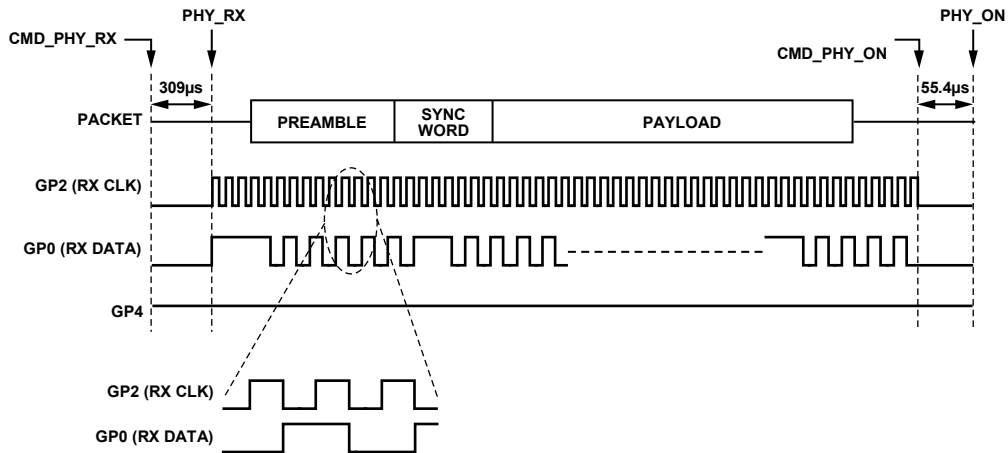 PHY_RX
PHY_ON
CMD_PHY_RX
CMD_PHY_ON
309µs
55.4µs
PACKET
PREAMBLE
SYNC
WORD
PAYLOAD
GP2 (RX CLK)
GP0 (RX DATA)
GP4
GP2 (RX CLK)
GP0 (RX DATA)